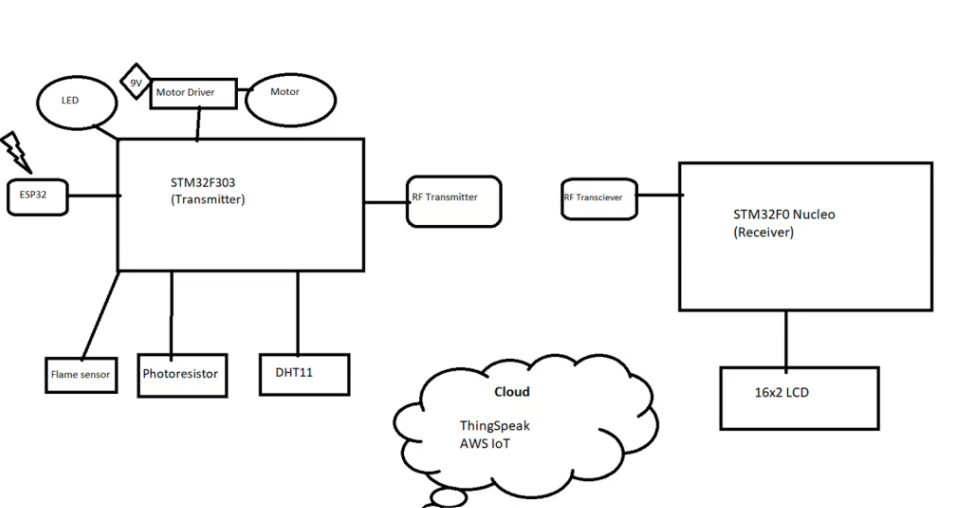 9V
Motor Driver
Motor
LED
ESP32
STM32F303
(Transmitter)
RF Transmitter
RF Transciever
STM32F0 Nucleo
(Receiver)
Flame sensor
Photoresistor
DHT11
Cloud
ThingSpeak
AWS IoT
16x2 LCD